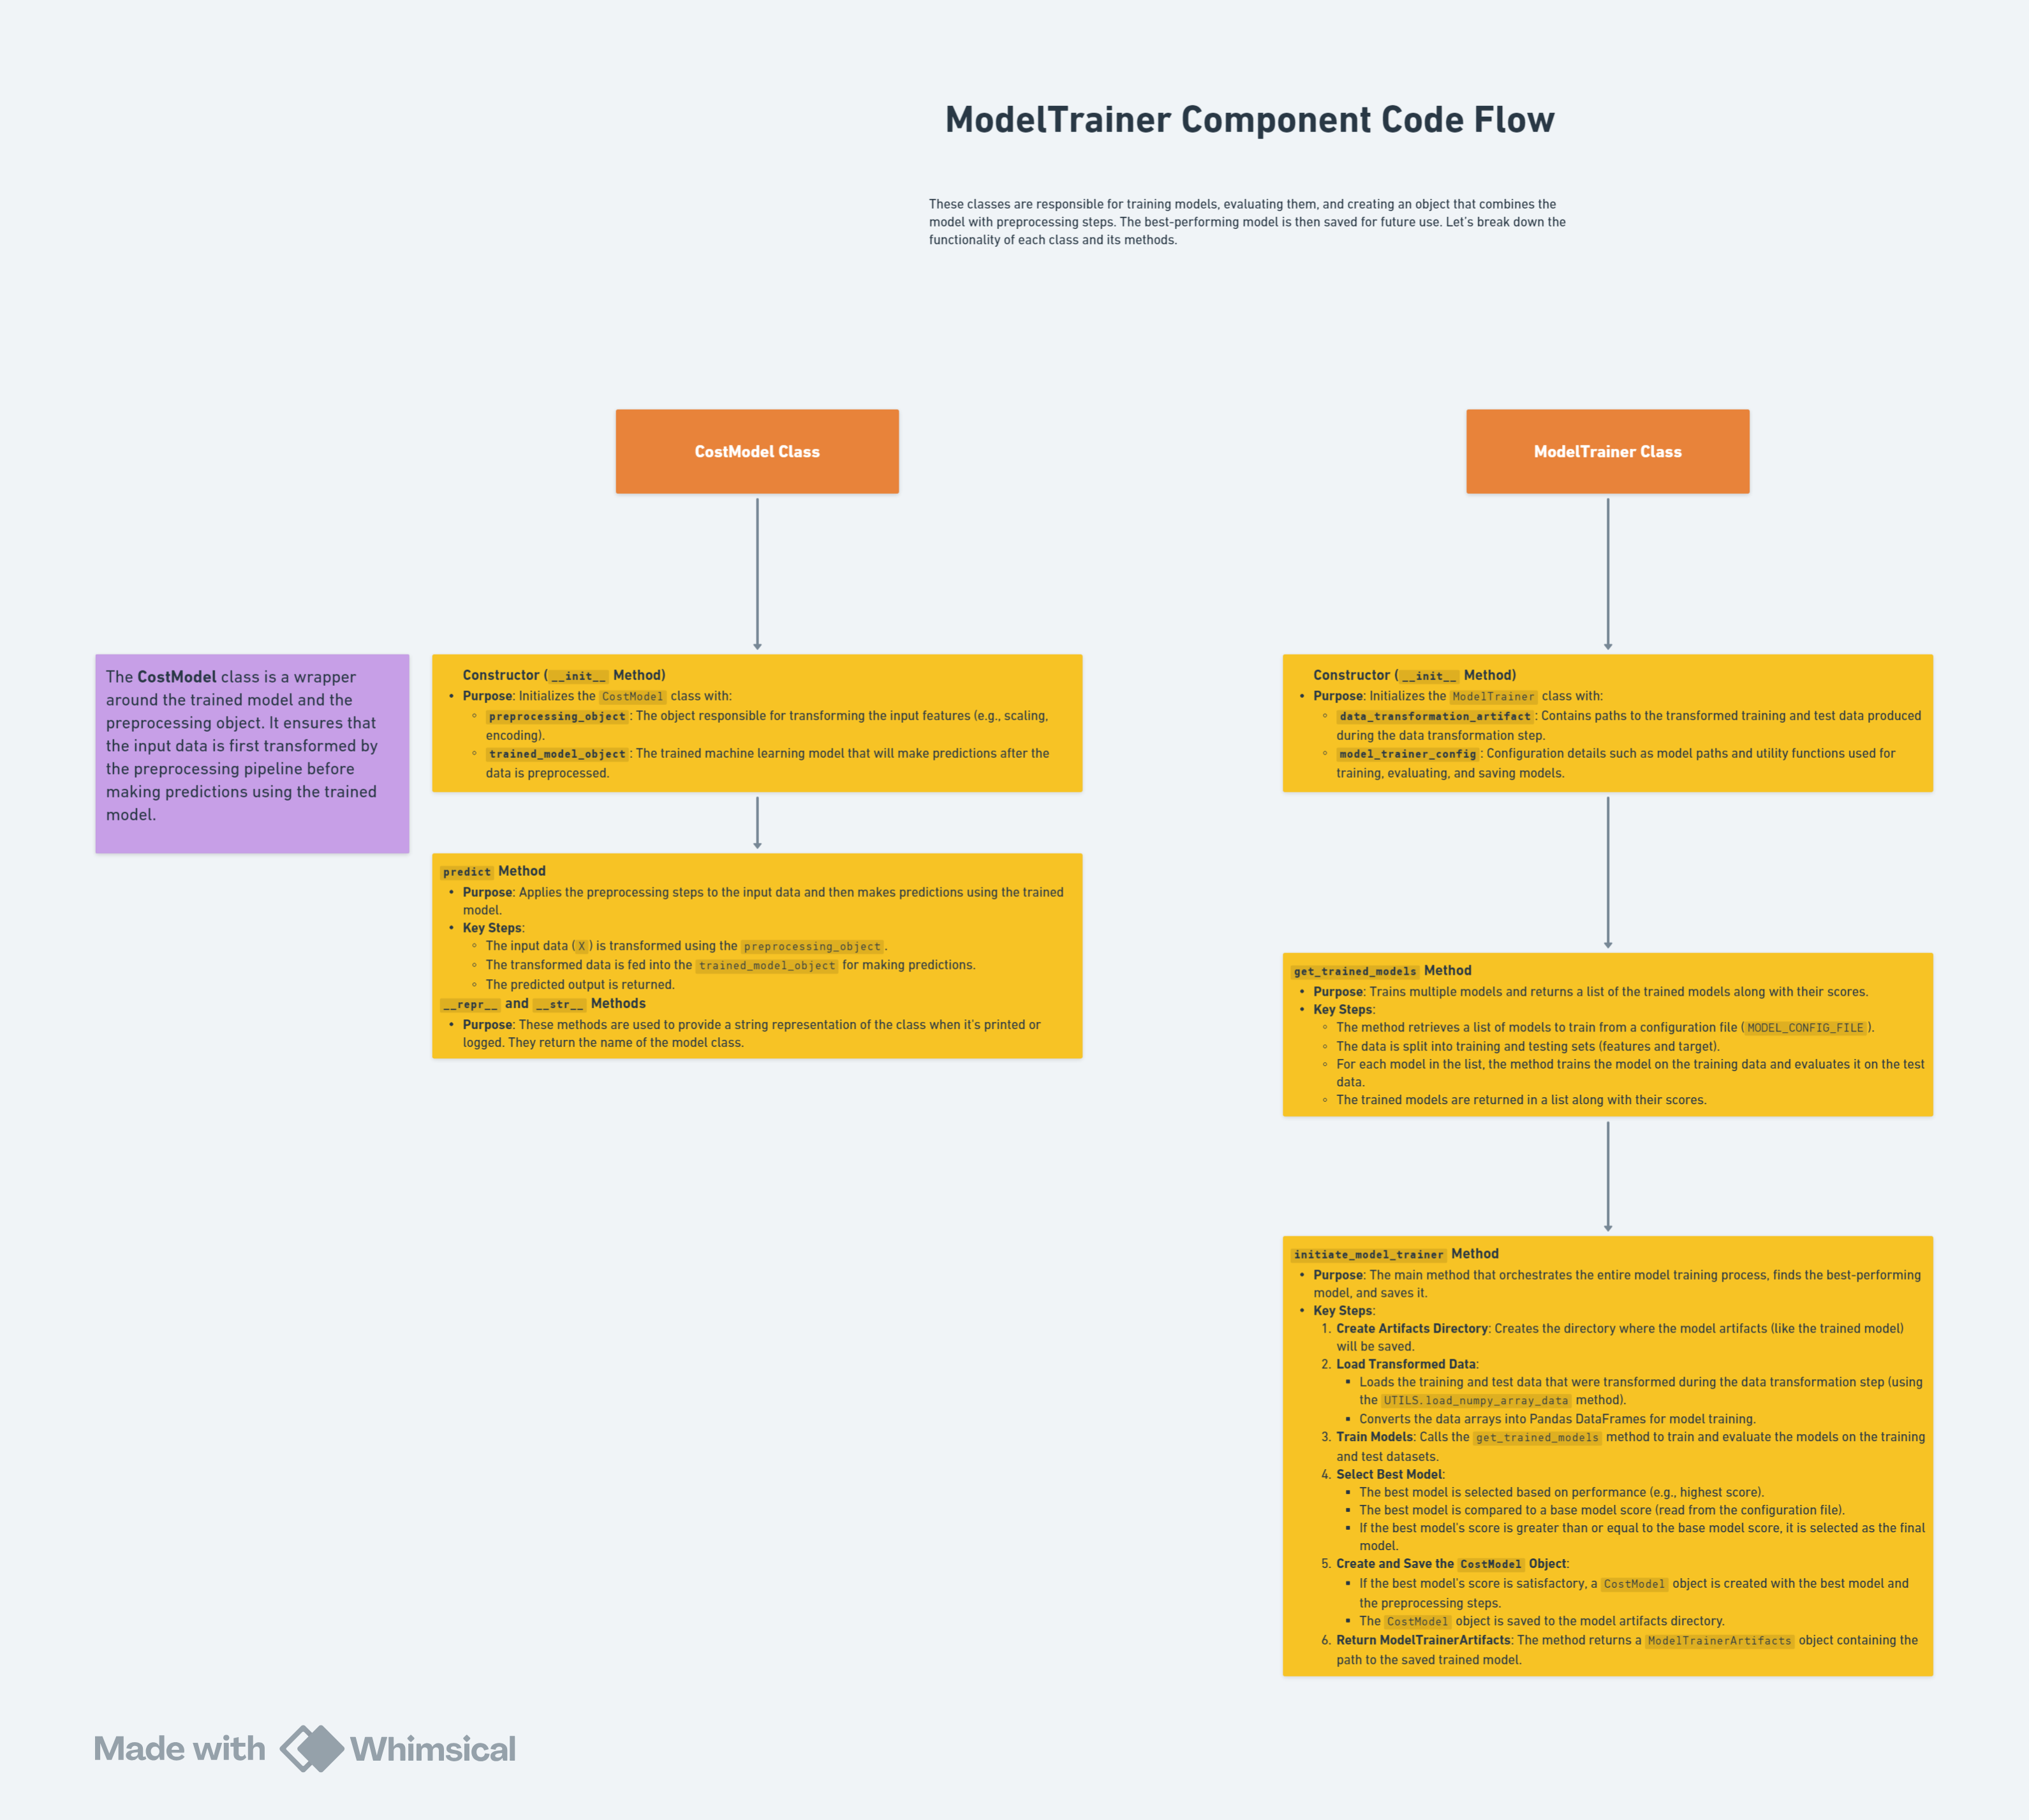 ModelTrainer Component Code Flow
These classes are responsible for training models, evaluating them, and creating an object that combines the
model with preprocessing steps. The best-performing model is then saved for future use. Let's break down the
functionality of each class and its methods.
CostModel Class
The CostModel class is a wrapper
around the trained model and the
preprocessing object. It ensures that
the input data is first transformed by
the preprocessing pipeline before
making predictions using the trained
model.
Constructor (__init__ Method)
• Purpose: Initializes the CostModel class with:
◦ preprocessing_object: The object responsible for transforming the input features (e.g., scaling,
encoding).
◦ trained_model_object: The trained machine learning model that will make predictions after the
data is preprocessed.
predict Method
• Purpose: Applies the preprocessing steps to the input data and then makes predictions using the trained
model.
• Key Steps:
◦ The input data (X) is transformed using the preprocessing_object.
◦ The transformed data is fed into the trained_model_object for making predictions.
◦ The predicted output is returned.
__repr__ and __str__ Methods
• Purpose: These methods are used to provide a string representation of the class when it's printed or
logged. They return the name of the model class.
ModelTrainer Class
Constructor (__init__ Method)
• Purpose: Initializes the ModelTrainer class with:
◦ data_transformation_artifact: Contains paths to the transformed training and test data produced
during the data transformation step.
◦ model_trainer_config: Configuration details such as model paths and utility functions used for
training, evaluating, and saving models.
get_trained_models Method
• Purpose: Trains multiple models and returns a list of the trained models along with their scores.
• Key Steps:
◦ The method retrieves a list of models to train from a configuration file (MODEL_CONFIG_FILE).
◦ The data is split into training and testing sets (features and target).
◦ For each model in the list, the method trains the model on the training data and evaluates it on the test
data.
◦ The trained models are returned in a list along with their scores.
initiate_model_trainer Method
• Purpose: The main method that orchestrates the entire model training process, finds the best-performing
model, and saves it.
• Key Steps:
1. Create Artifacts Directory: Creates the directory where the model artifacts (like the trained model)
will be saved.
2. Load Transformed Data:
▪ Loads the training and test data that were transformed during the data transformation step (using
the UTILS.load_numpy_array_data method).
▪ Converts the data arrays into Pandas DataFrames for model training.
3. Train Models: Calls the get_trained_models method to train and evaluate the models on the training
and test datasets.
4. Select Best Model:
▪ The best model is selected based on performance (e.g., highest score).
▪ The best model is compared to a base model score (read from the configuration file).
▪ If the best model's score is greater than or equal to the base model score, it is selected as the final
model.
5. Create and Save the CostModel Object:
▪ If the best model's score is satisfactory, a CostModel object is created with the best model and
the preprocessing steps.
▪ The CostModel object is saved to the model artifacts directory.
6. Return ModelTrainerArtifacts: The method returns a ModelTrainerArtifacts object containing the
path to the saved trained model.
Made with Whimsical